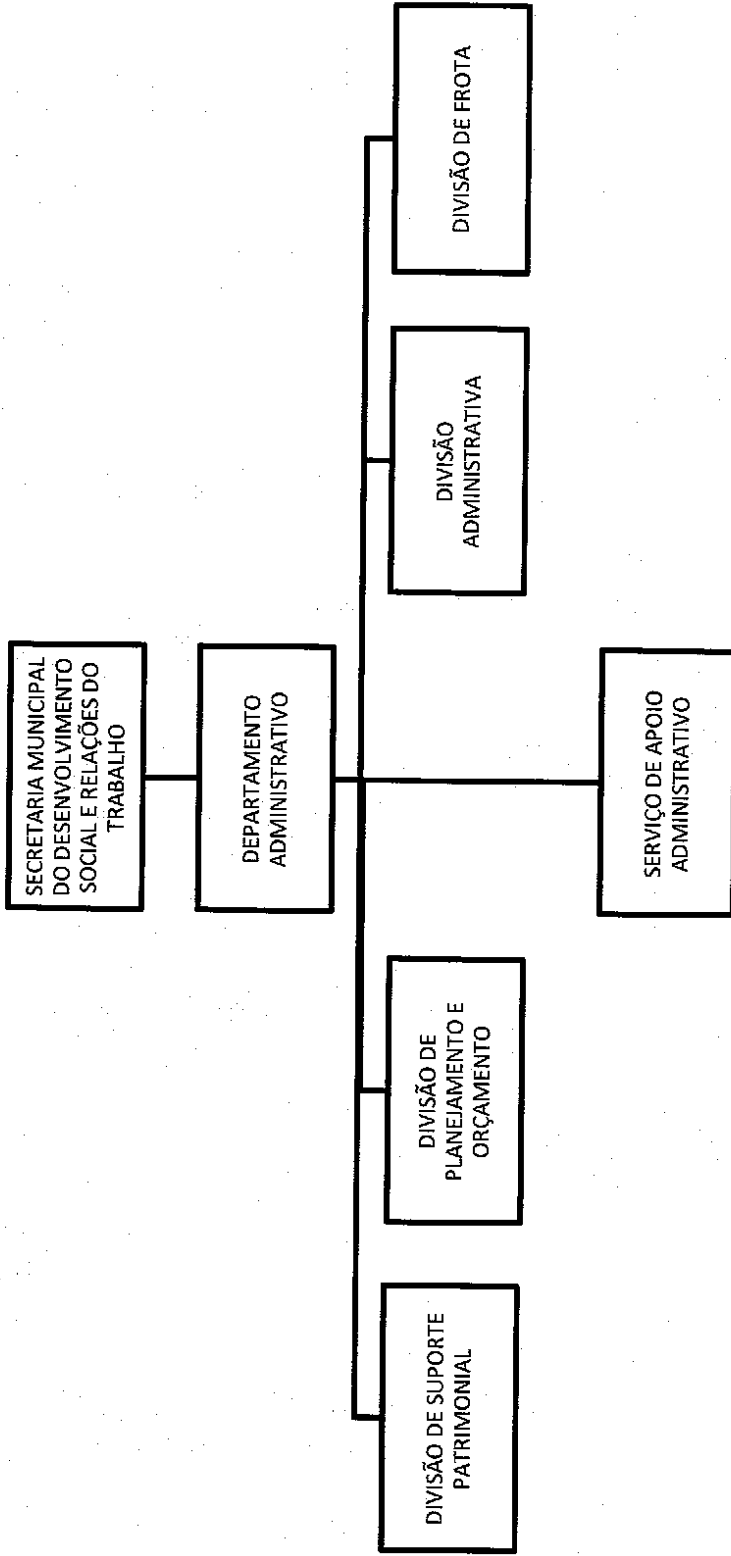 SECRETARIA MUNICIPAL
DO DESENVOLVIMENTO
SOCIAL E RELAÇÕES DO
TRABALHO
DEPARTAMENTO
ADMINISTRATIVO
DIVISÃO DE SUPORTE
PATRIMONIAL
DIVISÃO DE
PLANEJAMENTO E
ORÇAMENTO
DIVISÃO
ADMINISTRATIVA
DIVISÃO DE FROTA
SERVIÇO DE APOIO
ADMINISTRATIVO